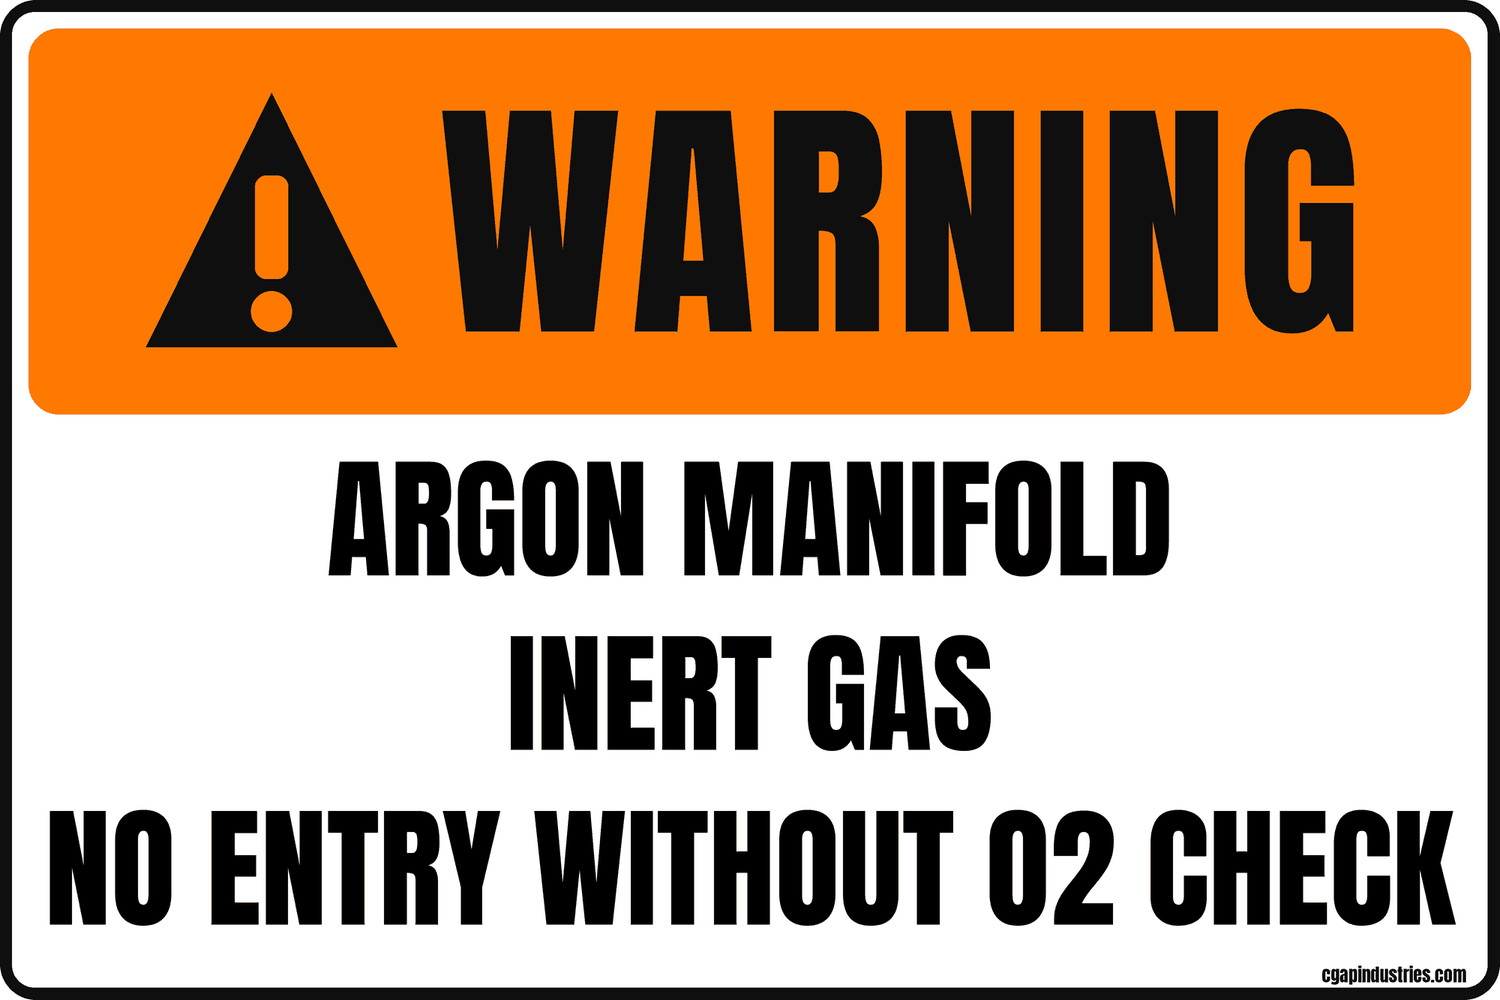 WARNING
ARGON MANIFOLD
INERT GAS
NO ENTRY WITHOUT O2 CHECK
cgapindustries.com